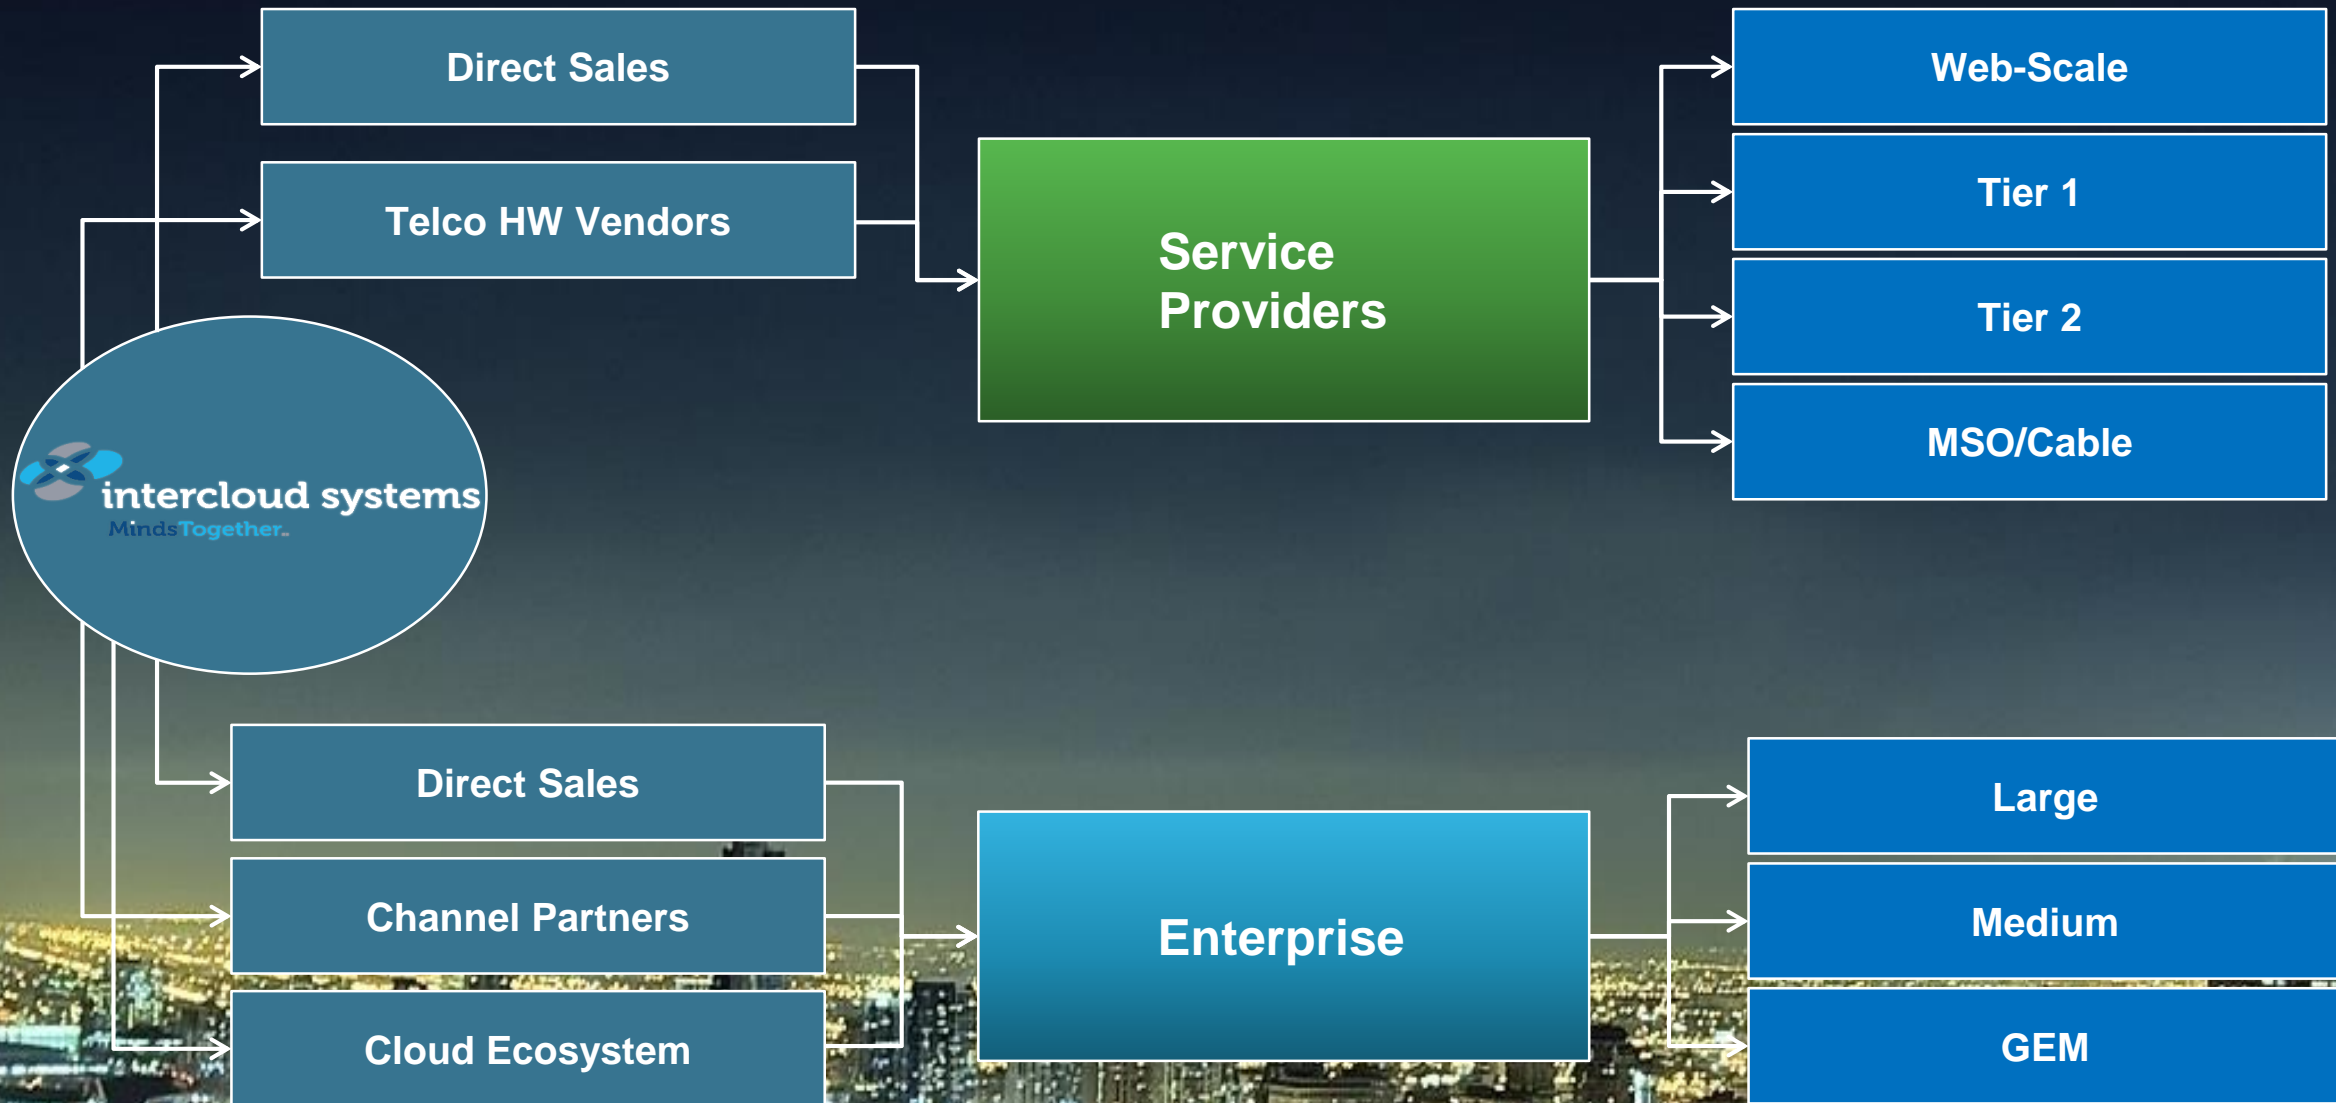 Direct Sales
Telco HW Vendors
Service
Providers
Web-Scale
Tier 1
Tier 2
MSO/Cable
intercloud systems
MindsTogether
Direct Sales
Channel Partners
Cloud Ecosystem
Enterprise
Large
Medium
GEM